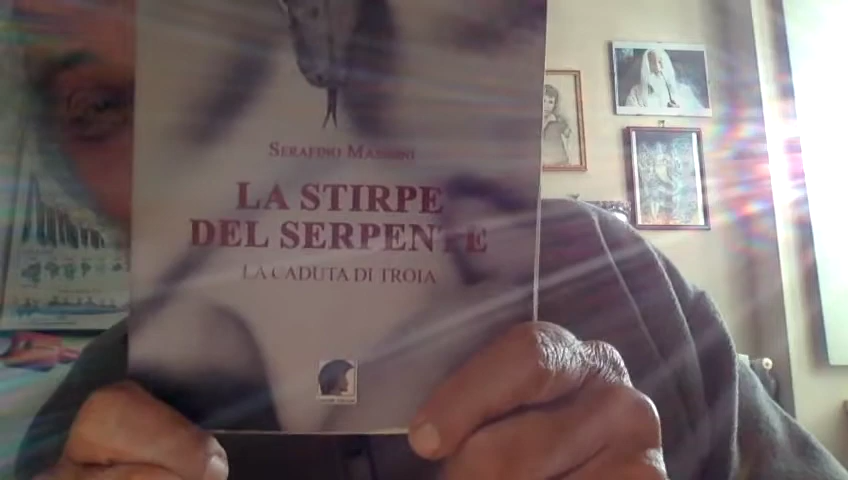 SERAFINO MASSONI
LA STIRPE
DEL SERPENTE
LA CADUTA DI TROIA